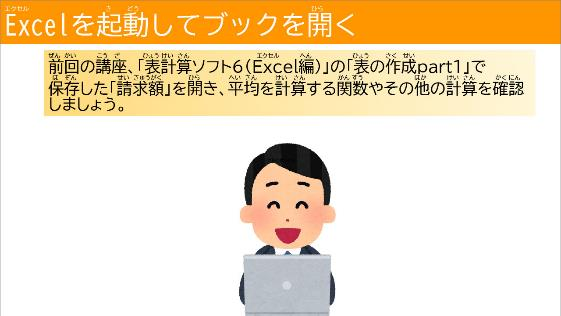 Excelを起動してブックを開く
前回の講座、「表計算ソフト6(Excel編)」の「表の作成part1」で
保存した「請求額」を開き、平均を計算する関数やその他の計算を確認
しましょう。